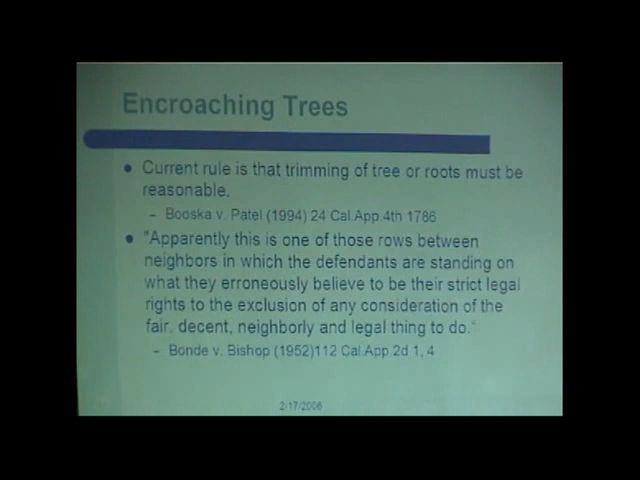 Encroaching Trees
• Current rule is that trimming of tree or roots must be
reasonable.
– Booska v. Patel (1994) 24 Cal.App.4th 1786
• "Apparently this is one of those rows between
neighbors in which the defendants are standing on
what they erroneously believe to be their strict legal
rights to the exclusion of any consideration of the
fair, decent, neighborly and legal thing to do."
– Bonde v. Bishop (1952)112 Cal.App.2d 1, 4
2/17/2006